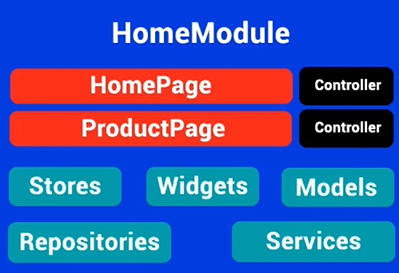 HomeModule
HomePage Controller
ProductPage Controller
Stores Widgets Models
Repositories Services